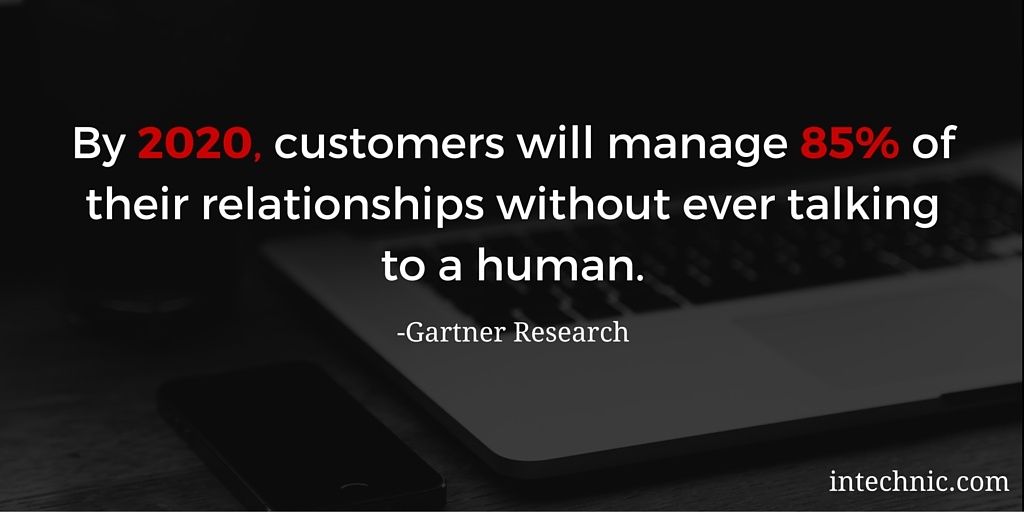 By 2020, customers will manage 85% of
their relationships without ever talking
to a human.
-Gartner Research
intechnic.com